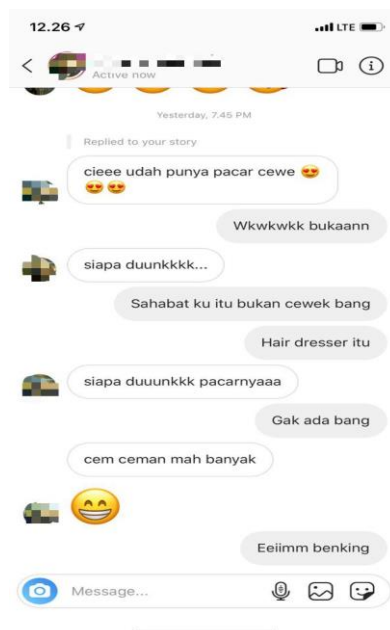 12.26
LTE
Active now
Yesterday, 7.45 PM
Replied to your story
cieee udah punya pacar cewe 😍
😍😍
Wkwkwkk bukaann
siapa duunkkkk...
Sahabat ku itu bukan cewek bang
Hair dresser itu
siapa duuunkkk pacarnyaaa
Gak ada bang
cem ceman mah banyak
😁
Eeiimm benking
Message...